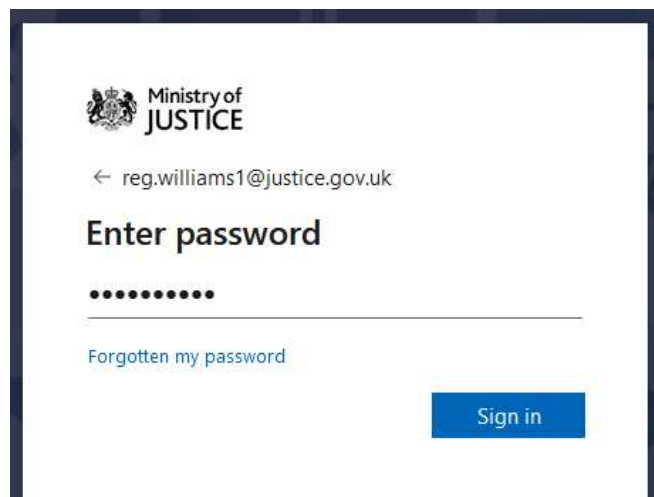 Ministry of
JUSTICE
← reg.williams1@justice.gov.uk
Enter password
••••••••••
Forgotten my password
Sign in